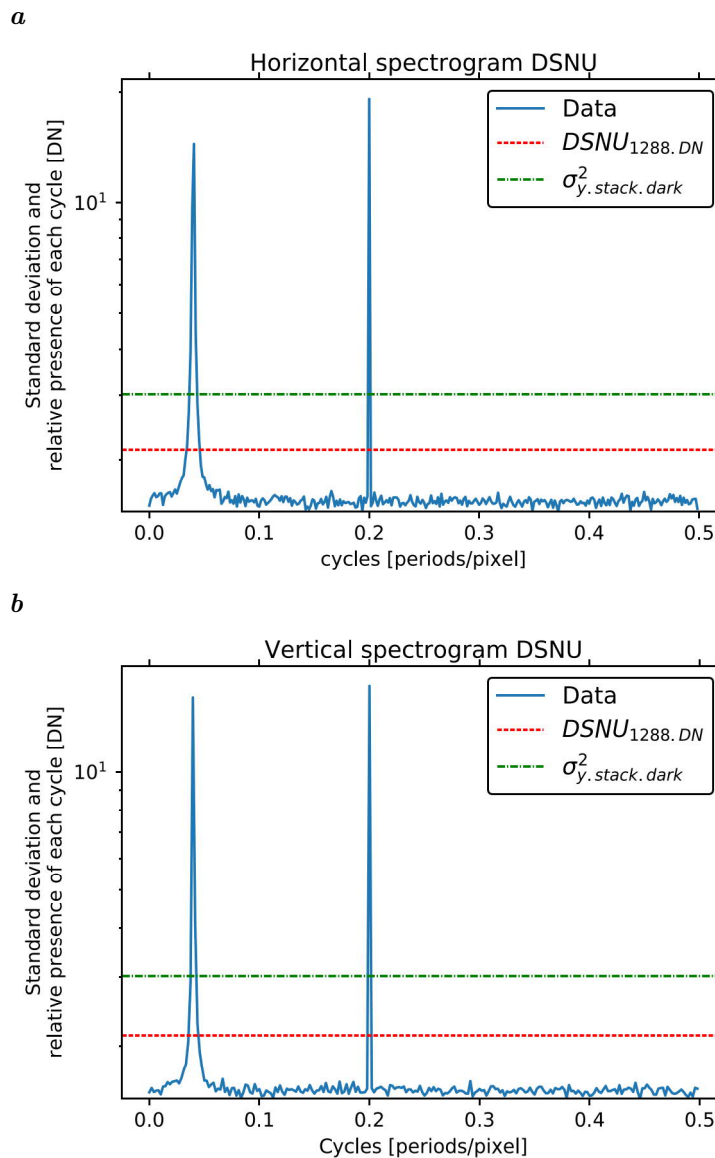 a
Horizontal spectrogram DSNU
Standard deviation and
relative presence of each cycle [DN]
10¹
Data
DSNU₁₂₈₈.DN
σ²y.stack.dark
0.0 0.1 0.2 0.3 0.4 0.5
cycles [periods/pixel]
b
Vertical spectrogram DSNU
Standard deviation and
relative presence of each cycle [DN]
10¹
Data
DSNU₁₂₈₈.DN
σ²y.stack.dark
0.0 0.1 0.2 0.3 0.4 0.5
Cycles [periods/pixel]